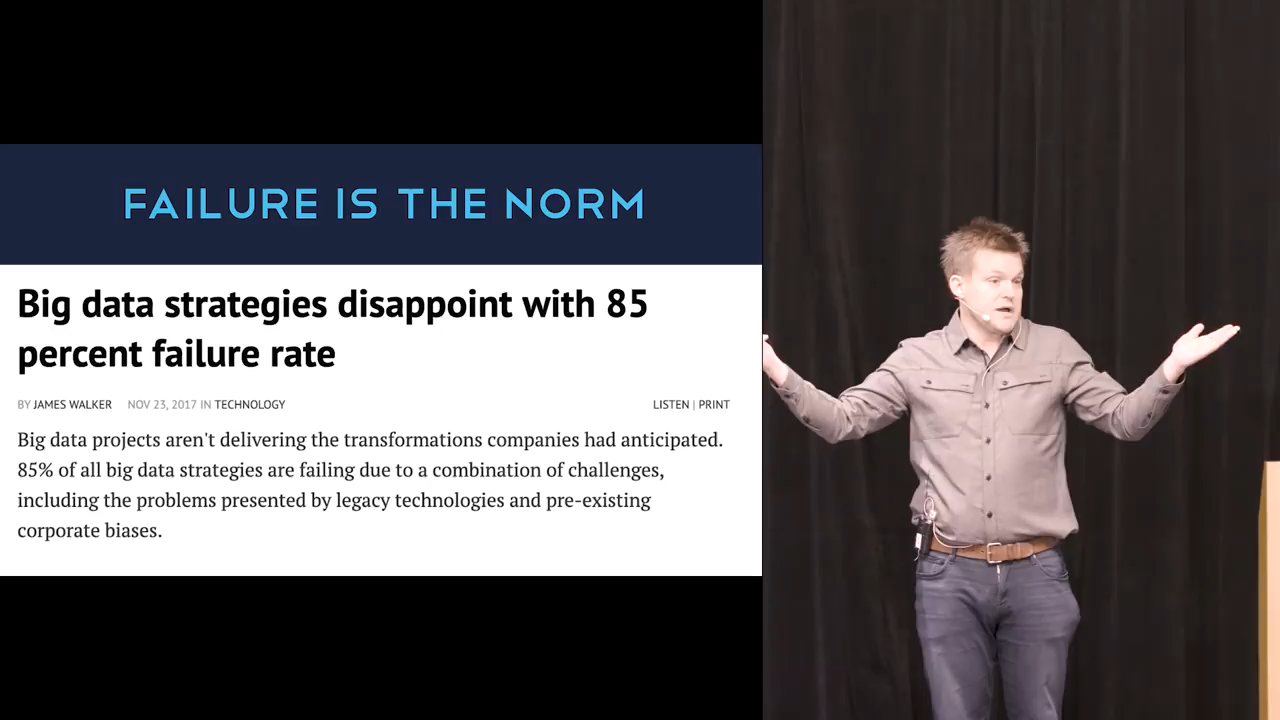 FAILURE IS THE NORM
Big data strategies disappoint with 85
percent failure rate
BY JAMES WALKER NOV 23, 2017 IN TECHNOLOGY LISTEN | PRINT
Big data projects aren't delivering the transformations companies had anticipated.
85% of all big data strategies are failing due to a combination of challenges,
including the problems presented by legacy technologies and pre-existing
corporate biases.